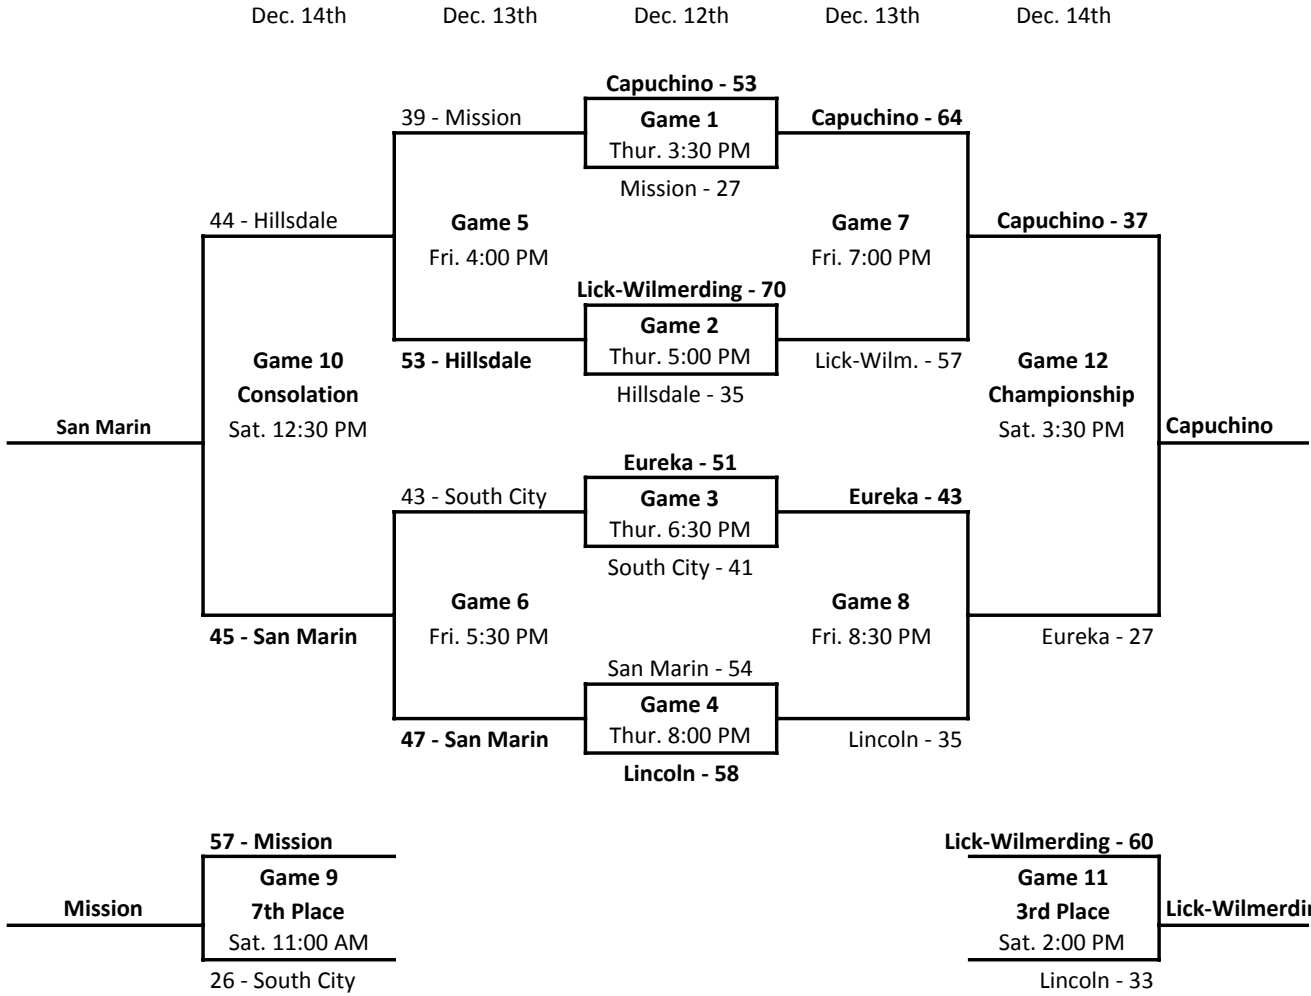 Dec. 14th Dec. 13th Dec. 12th Dec. 13th Dec. 14th
Capuchino - 53
39 - Mission Game 1 Capuchino - 64
Thur. 3:30 PM
Mission - 27
44 - Hillsdale Game 5 Game 7 Capuchino - 37
Fri. 4:00 PM Fri. 7:00 PM
Lick-Wilmerding - 70
Game 2
Game 10 53 - Hillsdale Thur. 5:00 PM Lick-Wilm. - 57 Game 12
Consolation Hillsdale - 35 Championship
San Marin Sat. 12:30 PM Sat. 3:30 PM Capuchino
Eureka - 51
43 - South City Game 3 Eureka - 43
Thur. 6:30 PM
South City - 41
Game 6 Game 8
45 - San Marin Fri. 5:30 PM Fri. 8:30 PM Eureka - 27
San Marin - 54
Game 4
47 - San Marin Thur. 8:00 PM Lincoln - 35
Lincoln - 58
57 - Mission Lick-Wilmerding - 60
Game 9 Game 11
Mission 7th Place 3rd Place Lick-Wilmerdin
Sat. 11:00 AM Sat. 2:00 PM
26 - South City Lincoln - 33